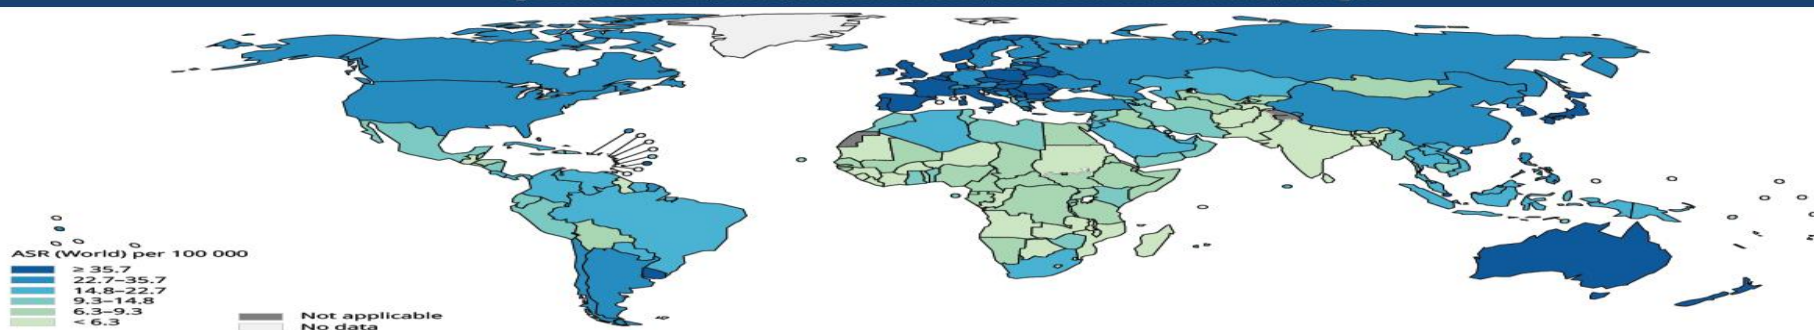 ASR (World) per 100 000
≥ 35.7
22.7–35.7
14.8–22.7
9.3–14.8
6.3–9.3
< 6.3
Not applicable
No data